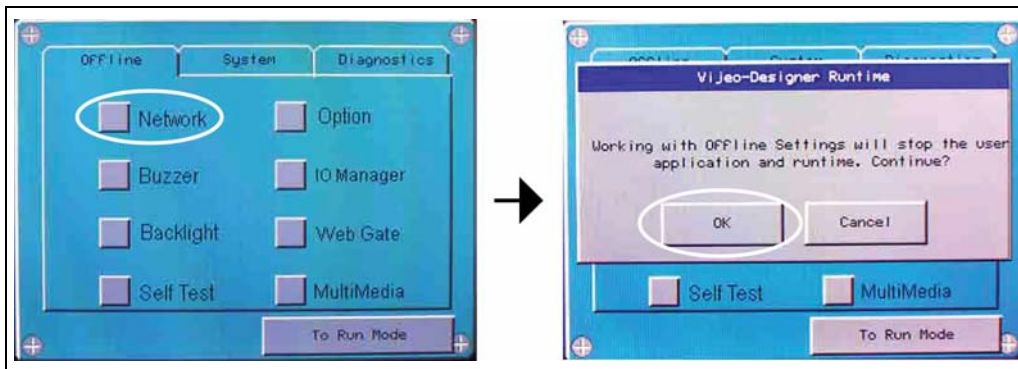 OFFline System Diagnostics
Network Option
Buzzer IO Manager
Backlight Web Gate
Self Test MultiMedia
To Run Mode
Vijeo-Designer Runtime
Working with OFFline Settings will stop the user
application and runtime. Continue?
OK Cancel
Self Test MultiMedia
To Run Mode